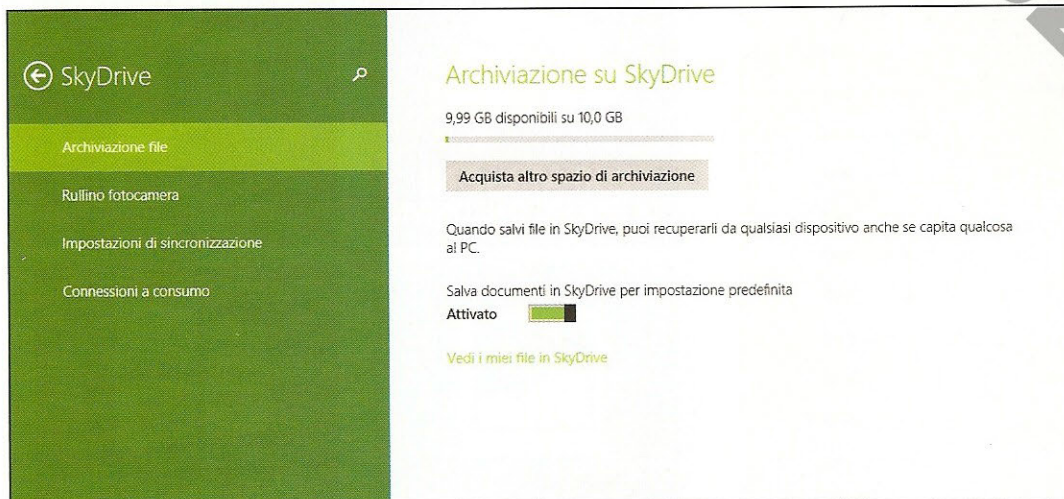 SkyDrive
Archiviazione file
Rullino fotocamera
Impostazioni di sincronizzazione
Connessioni a consumo
Archiviazione su SkyDrive
9,99 GB disponibili su 10,0 GB
Acquista altro spazio di archiviazione
Quando salvi file in SkyDrive, puoi recuperarli da qualsiasi dispositivo anche se capita qualcosa
al PC.
Salva documenti in SkyDrive per impostazione predefinita
Attivato
Vedi i miei file in SkyDrive